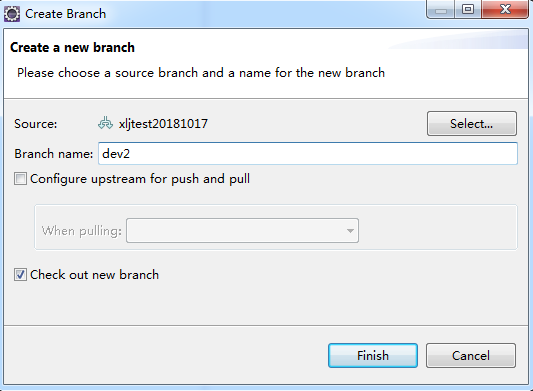 Create Branch
Create a new branch
Please choose a source branch and a name for the new branch
Source: xljtest20181017 Select...
Branch name: dev2
Configure upstream for push and pull
When pulling:
Check out new branch
Finish Cancel